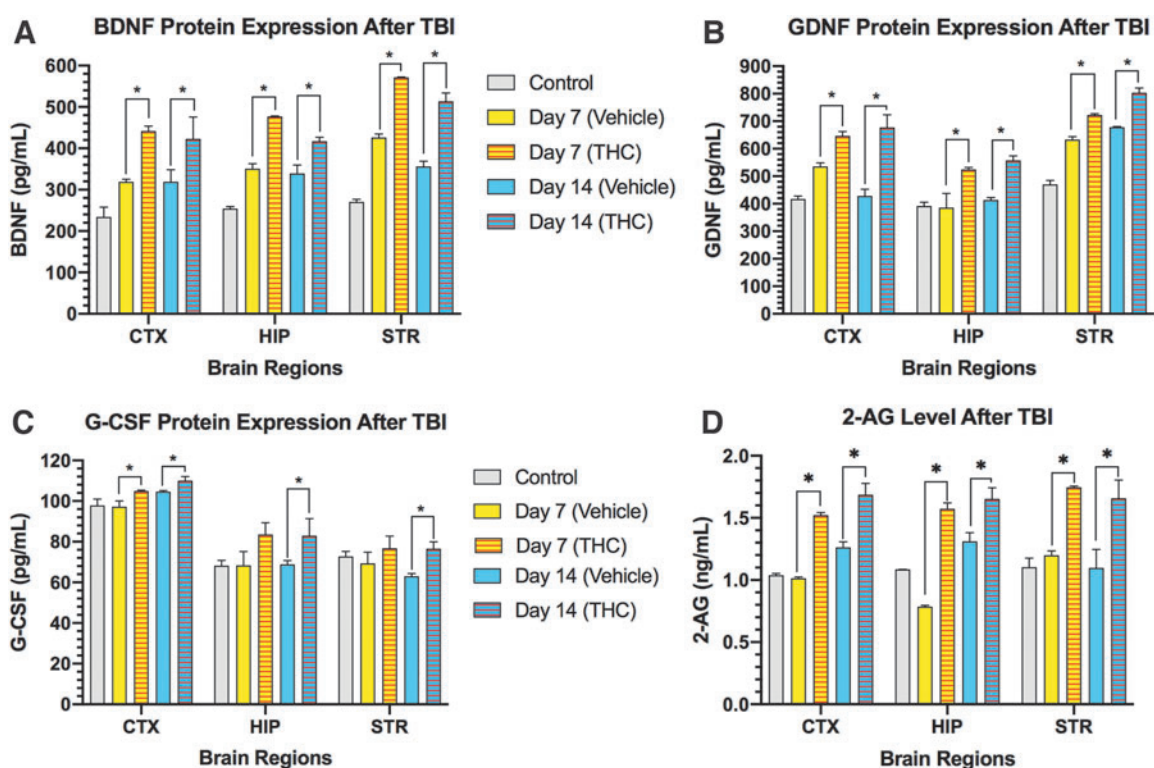 A
BDNF Protein Expression After TBI
600
500
400
300
200
100
0
BDNF (pg/mL)
* * * * * *
CTX HIP STR
Brain Regions
Control
Day 7 (Vehicle)
Day 7 (THC)
Day 14 (Vehicle)
Day 14 (THC)
B
GDNF Protein Expression After TBI
900
800
700
600
500
400
300
200
100
0
GDNF (pg/mL)
* * * * * *
CTX HIP STR
Brain Regions
C
G-CSF Protein Expression After TBI
120
100
80
60
40
20
0
G-CSF (pg/mL)
* * * *
CTX HIP STR
Brain Regions
Control
Day 7 (Vehicle)
Day 7 (THC)
Day 14 (Vehicle)
Day 14 (THC)
D
2-AG Level After TBI
2.0
1.5
1.0
0.5
0.0
2-AG (ng/mL)
* * * * * *
CTX HIP STR
Brain Regions